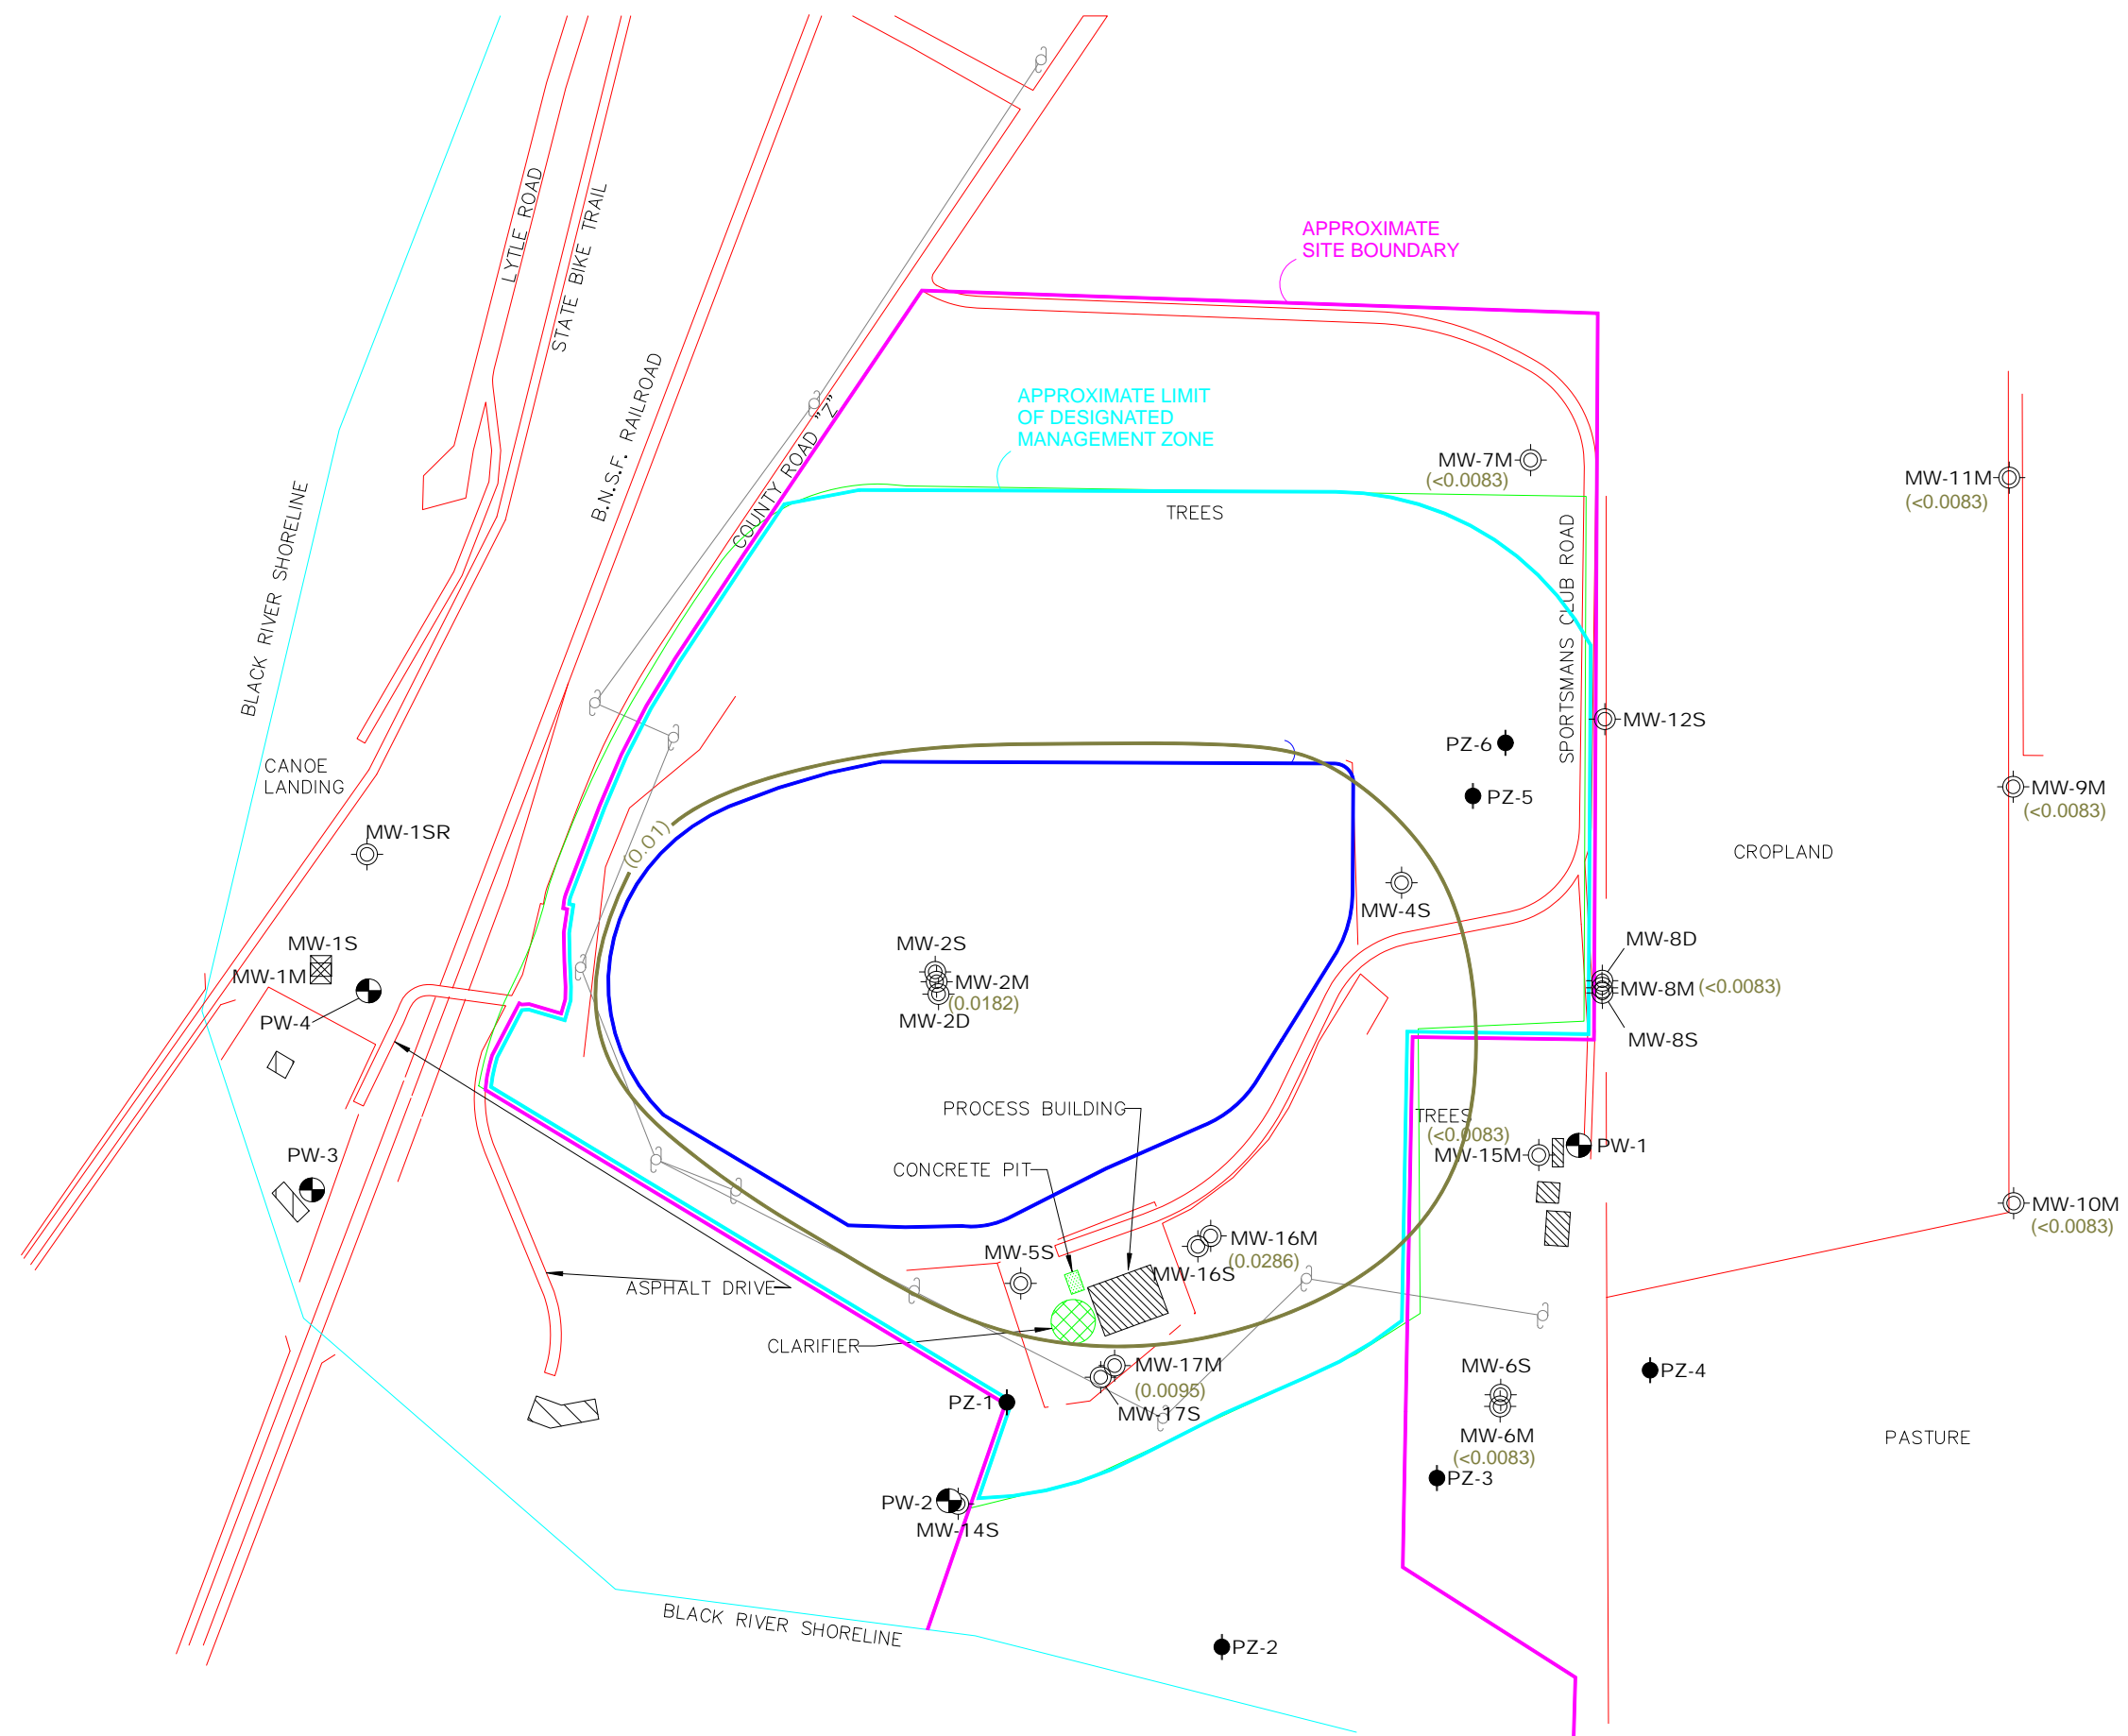 APPROXIMATE
SITE BOUNDARY
LYTLE ROAD
STATE BIKE TRAIL
B.N.S.F. RAILROAD
COUNTY ROAD "Z"
APPROXIMATE LIMIT
OF DESIGNATED
MANAGEMENT ZONE
BLACK RIVER SHORELINE
MW-7M
(<0.0083)
MW-11M
(<0.0083)
TREES
SPORTSMANS CLUB ROAD
MW-12S
PZ-6
PZ-5
MW-9M
(<0.0083)
CANOE
LANDING
MW-1SR
(0.01)
CROPLAND
MW-4S
MW-1S
MW-1M
PW-4
MW-2S
MW-2M
(0.0182)
MW-2D
MW-8D
MW-8M (<0.0083)
MW-8S
PROCESS BUILDING
TREES
(<0.0083)
MW-15M
PW-1
PW-3
CONCRETE PIT
MW-10M
(<0.0083)
MW-5S
MW-16M
(0.0286)
MW-16S
ASPHALT DRIVE
CLARIFIER
MW-17M
(0.0095)
MW-17S
PZ-1
MW-6S
MW-6M
(<0.0083)
PZ-4
PZ-3
PASTURE
PW-2
MW-14S
BLACK RIVER SHORELINE
PZ-2